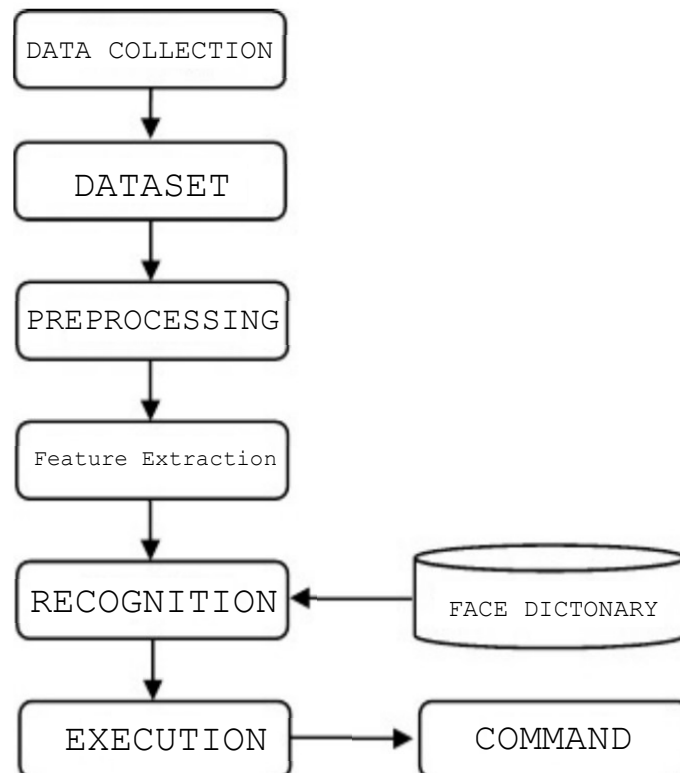 DATA COLLECTION
DATASET
PREPROCESSING
Feature Extraction
RECOGNITION
FACE DICTONARY
EXECUTION
COMMAND